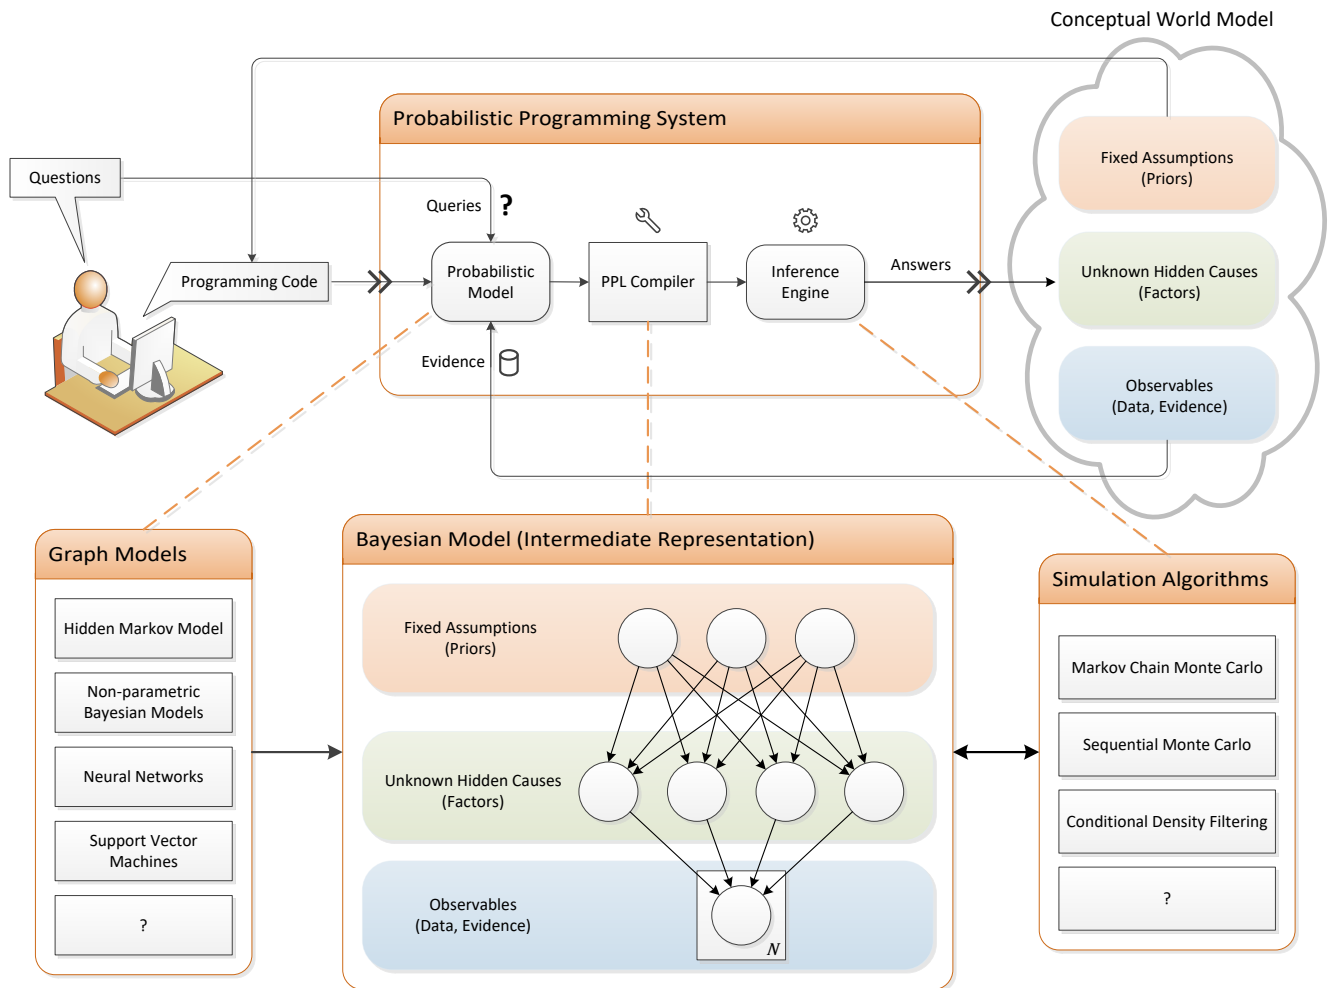 Conceptual World Model
Probabilistic Programming System
Questions
Queries
?
Programming Code
Probabilistic
Model
PPL Compiler
Inference
Engine
Answers
Evidence
Fixed Assumptions
(Priors)
Unknown Hidden Causes
(Factors)
Observables
(Data, Evidence)
Graph Models
Hidden Markov Model
Non-parametric
Bayesian Models
Neural Networks
Support Vector
Machines
?
Bayesian Model (Intermediate Representation)
Fixed Assumptions
(Priors)
Unknown Hidden Causes
(Factors)
Observables
(Data, Evidence)
N
Simulation Algorithms
Markov Chain Monte Carlo
Sequential Monte Carlo
Conditional Density Filtering
?